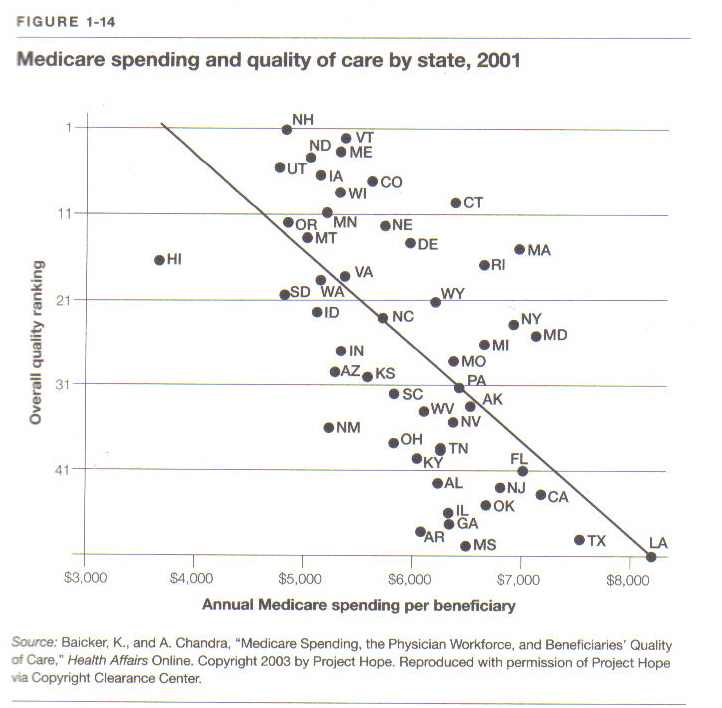 FIGURE 1-14
Medicare spending and quality of care by state, 2001
NH
1
VT
ND
ME
UT
IA
CO
WI
CT
11
OR
MN
NE
MT
DE
MA
HI
RI
VA
SD
WA
WY
21
ID
NC
NY
MD
IN
MI
MO
AZ
KS
PA
31
SC
AK
WV
NV
NM
OH
TN
KY
FL
41
AL
NJ
CA
OK
IL
GA
AR
MS
TX
LA
Overall quality ranking
$3,000 $4,000 $5,000 $6,000 $7,000 $8,000
Annual Medicare spending per beneficiary
Source: Baicker, K., and A. Chandra, “Medicare Spending, the Physician Workforce, and Beneficiaries’ Quality
of Care,” Health Affairs Online. Copyright 2003 by Project Hope. Reproduced with permission of Project Hope
via Copyright Clearance Center.